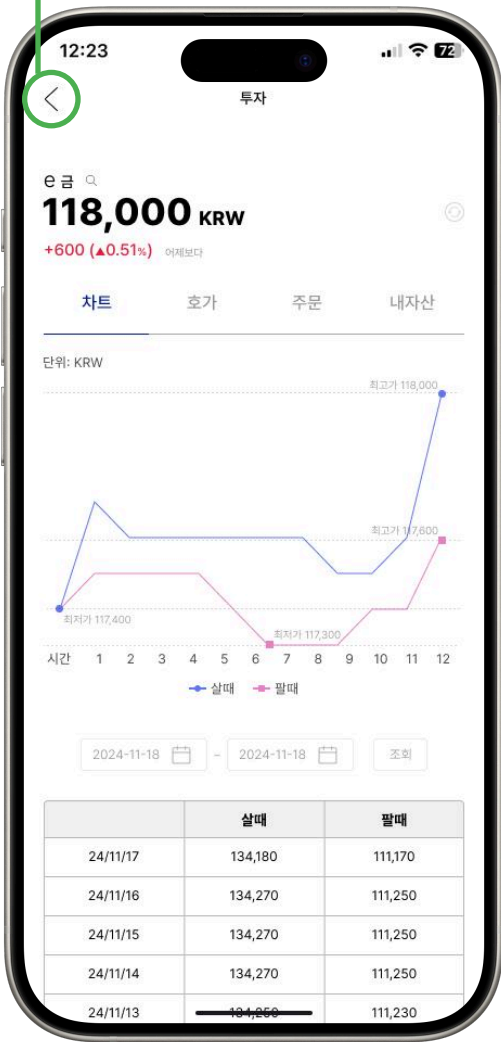 12:23
72
투자
e금
118,000 KRW
+600 (▲0.51%) 어제보다
차트 호가 주문 내자산
단위: KRW
최고가 118,000
최고가 117,600
최저가 117,400
최저가 117,300
시간 1 2 3 4 5 6 7 8 9 10 11 12
살때 팔때
2024-11-18 - 2024-11-18 조회
살때 팔때
24/11/17 134,180 111,170
24/11/16 134,270 111,250
24/11/15 134,270 111,250
24/11/14 134,270 111,250
24/11/13 134,250 111,230